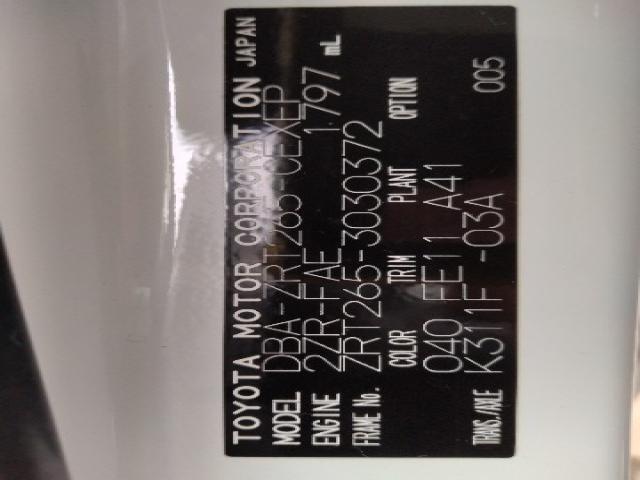 TOYOTA MOTOR CORPORATION JAPAN
MODEL DBA-ZRT265-CEXEP
ENGINE 2ZR-FAE 1.797 mL
FRAME No. ZRT265-3030372
COLOR TRIM PLANT OPTION
040 FE11 A41
TRANS./AXLE K311F -03A 005